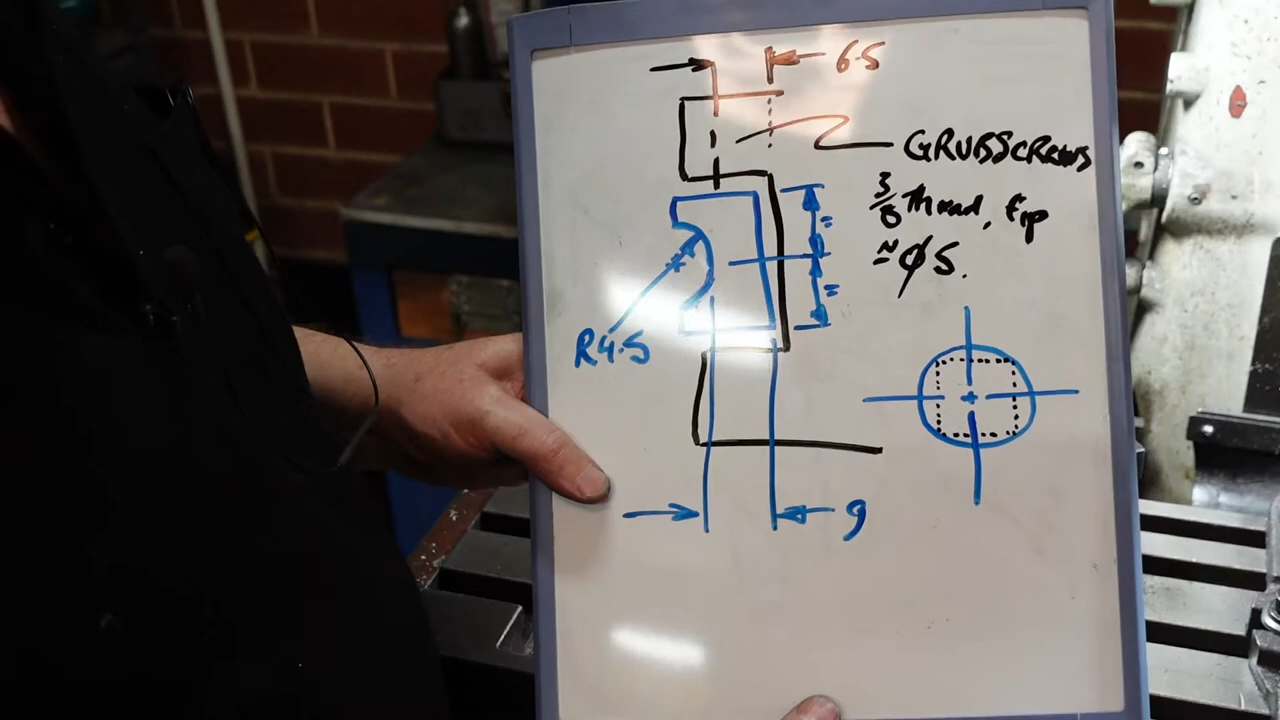 6.5
GRUBSCREWS
3/8 thread, tip
≈ Ø5.
=
=
R4.5
9